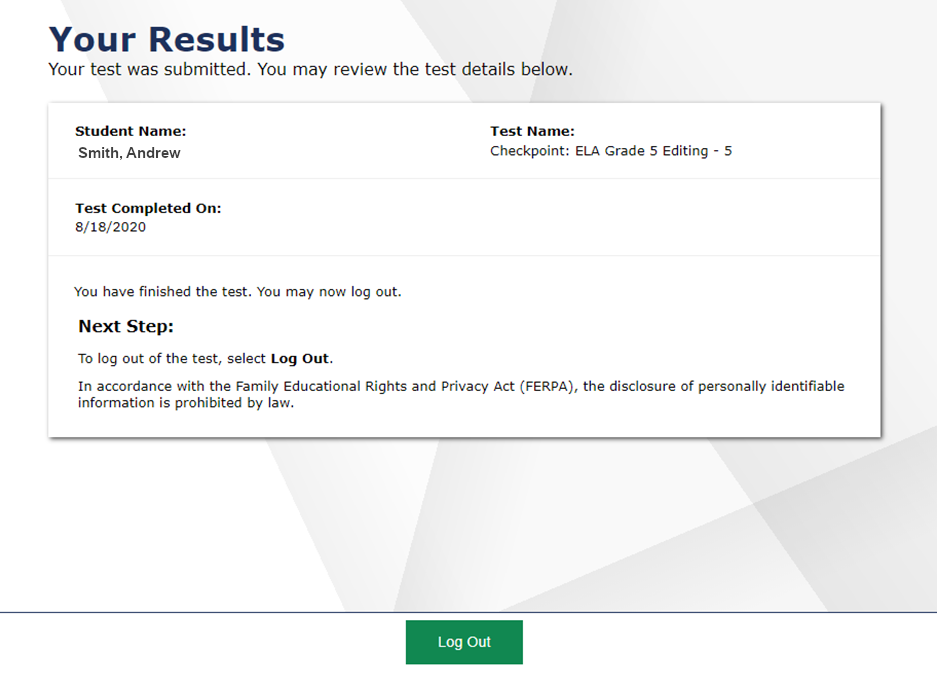 Your Results
Your test was submitted. You may review the test details below.
Student Name:
Smith, Andrew
Test Name:
Checkpoint: ELA Grade 5 Editing - 5
Test Completed On:
8/18/2020
You have finished the test. You may now log out.
Next Step:
To log out of the test, select Log Out.
In accordance with the Family Educational Rights and Privacy Act (FERPA), the disclosure of personally identifiable
information is prohibited by law.
Log Out